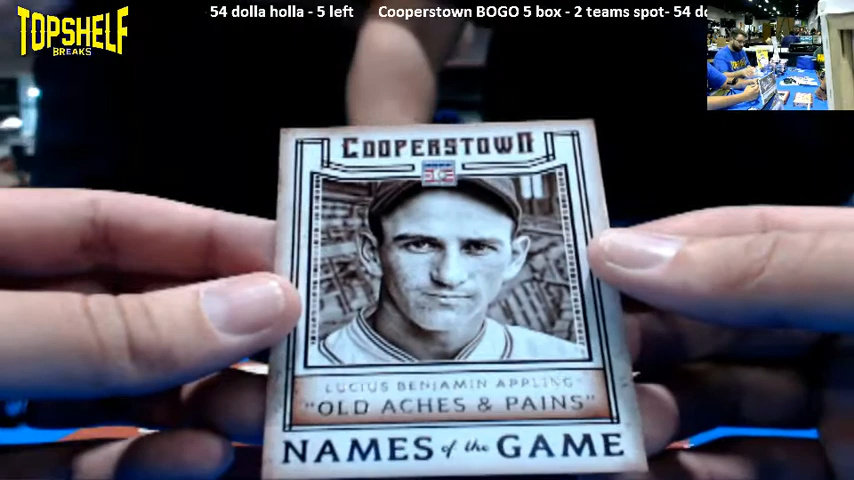 TOPSHELF
BREAKS
54 dolla holla - 5 left Cooperstown BOGO 5 box - 2 teams spot- 54 do
COOPERSTOWN
LUCIUS BENJAMIN APPLING
"OLD ACHES & PAINS"
NAMES of the GAME